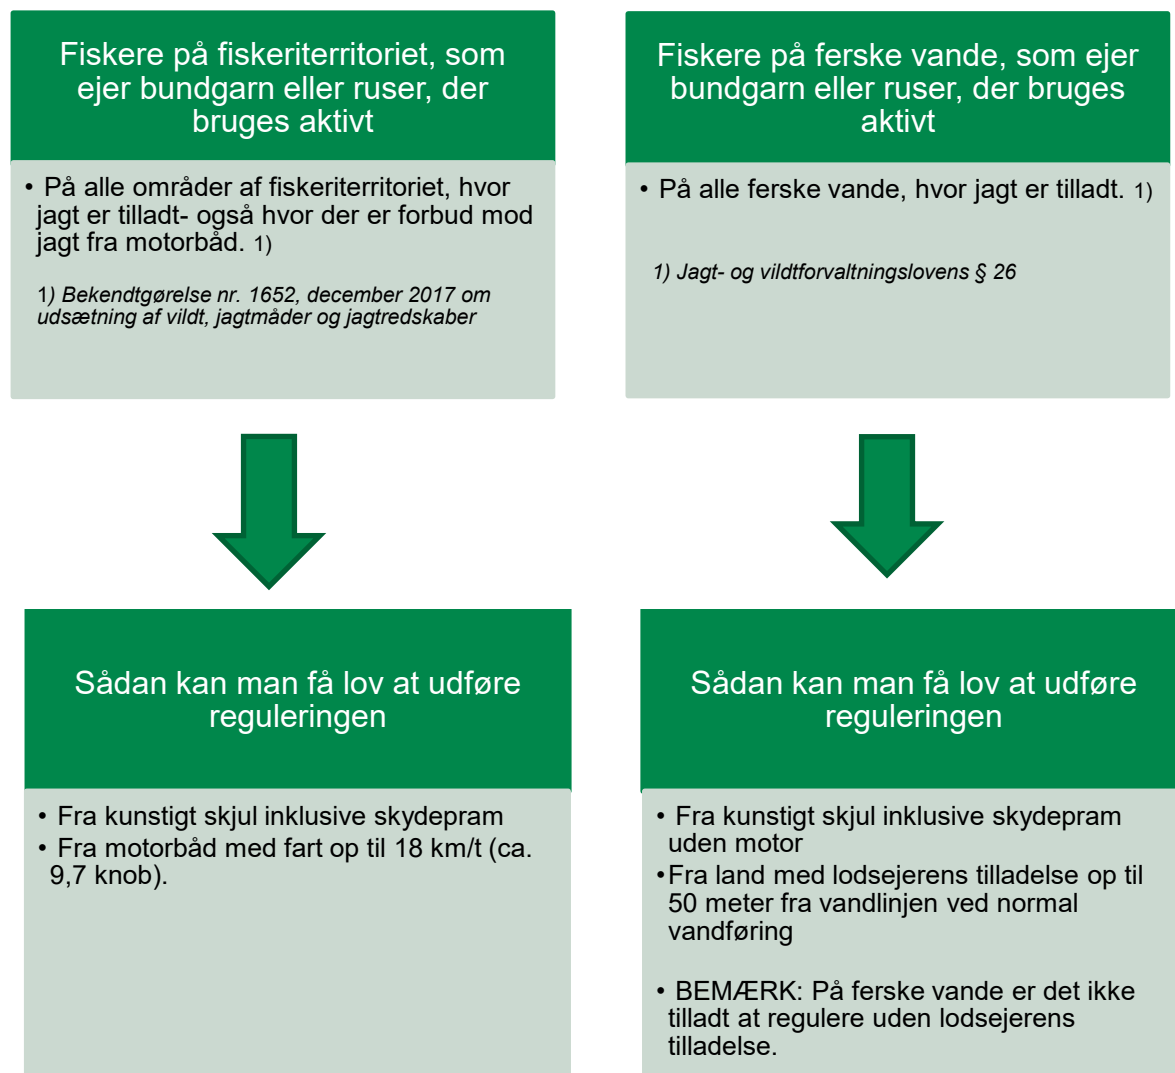 Fiskere på fiskeriterritoriet, som
ejer bundgarn eller ruser, der
bruges aktivt
• På alle områder af fiskeriterritoriet, hvor
jagt er tilladt- også hvor der er forbud mod
jagt fra motorbåd. 1)
1) Bekendtgørelse nr. 1652, december 2017 om
udsætning af vildt, jagtmåder og jagtredskaber
Fiskere på ferske vande, som ejer
bundgarn eller ruser, der bruges
aktivt
• På alle ferske vande, hvor jagt er tilladt. 1)
1) Jagt- og vildtforvaltningslovens § 26
Sådan kan man få lov at udføre
reguleringen
• Fra kunstigt skjul inklusive skydepram
• Fra motorbåd med fart op til 18 km/t (ca.
9,7 knob).
Sådan kan man få lov at udføre
reguleringen
• Fra kunstigt skjul inklusive skydepram
uden motor
•Fra land med lodsejerens tilladelse op til
50 meter fra vandlinjen ved normal
vandføring
• BEMÆRK: På ferske vande er det ikke
tilladt at regulere uden lodsejerens
tilladelse.